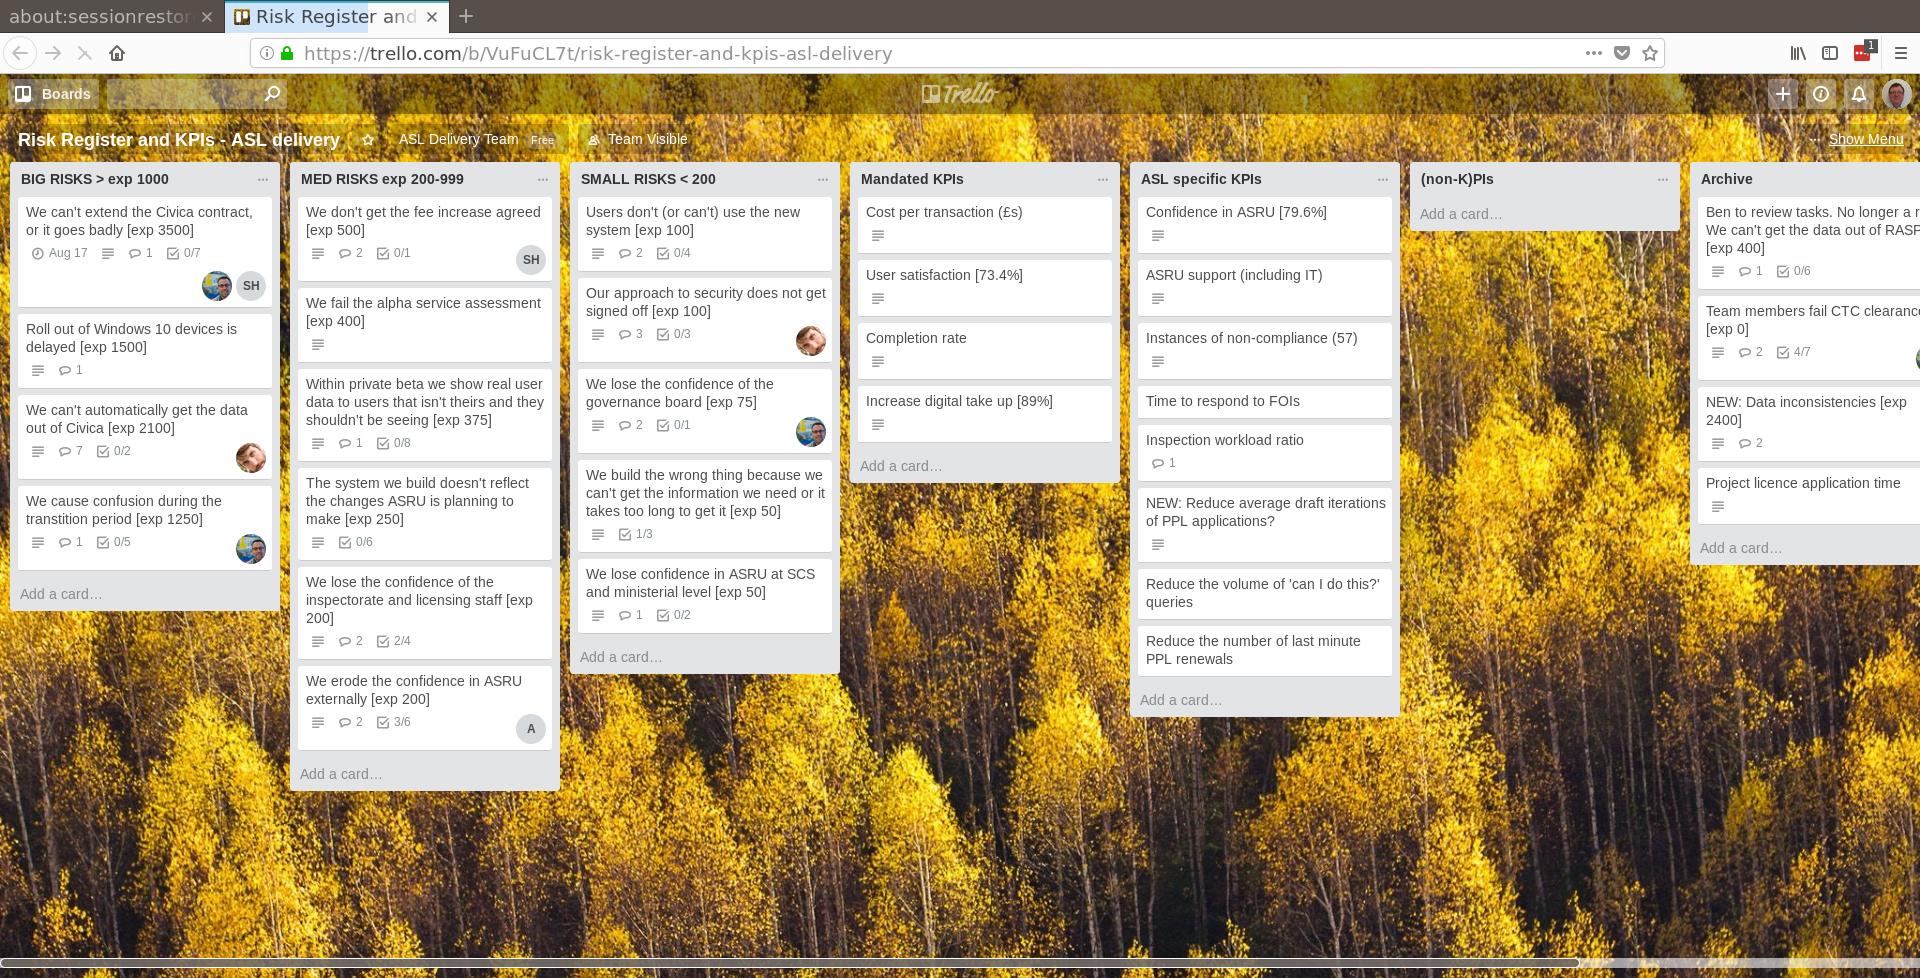 about:sessionrestor
Risk Register and
1
https://trello.com/b/VuFuCL7t/risk-register-and-kpis-asl-delivery
Boards
Trello
Risk Register and KPIs - ASL delivery
ASL Delivery Team Free
Team Visible
Show Menu
BIG RISKS > exp 1000
We can't extend the Civica contract,
or it goes badly [exp 3500]
Aug 17 1 0/7
SH
Roll out of Windows 10 devices is
delayed [exp 1500]
1
We can't automatically get the data
out of Civica [exp 2100]
7 0/2
We cause confusion during the
transtition period [exp 1250]
1 0/5
Add a card…
MED RISKS exp 200-999
We don't get the fee increase agreed
[exp 500]
2 0/1
SH
We fail the alpha service assessment
[exp 400]
Within private beta we show real user
data to users that isn't theirs and they
shouldn't be seeing [exp 375]
1 0/8
The system we build doesn't reflect
the changes ASRU is planning to
make [exp 250]
0/6
We lose the confidence of the
inspectorate and licensing staff [exp
200]
2 2/4
We erode the confidence in ASRU
externally [exp 200]
2 3/6
A
Add a card…
SMALL RISKS < 200
Users don't (or can't) use the new
system [exp 100]
2 0/4
Our approach to security does not get
signed off [exp 100]
3 0/3
We lose the confidence of the
governance board [exp 75]
2 0/1
We build the wrong thing because we
can't get the information we need or it
takes too long to get it [exp 50]
1/3
We lose confidence in ASRU at SCS
and ministerial level [exp 50]
1 0/2
Add a card…
Mandated KPIs
Cost per transaction (£s)
User satisfaction [73.4%]
Completion rate
Increase digital take up [89%]
Add a card…
ASL specific KPIs
Confidence in ASRU [79.6%]
ASRU support (including IT)
Instances of non-compliance (57)
Time to respond to FOIs
Inspection workload ratio
1
NEW: Reduce average draft iterations
of PPL applications?
Reduce the volume of 'can I do this?'
queries
Reduce the number of last minute
PPL renewals
Add a card…
(non-K)PIs
Add a card…
Archive
Ben to review tasks. No longer a r
We can't get the data out of RASP
[exp 400]
1 0/6
Team members fail CTC clearanc
[exp 0]
2 4/7
NEW: Data inconsistencies [exp
2400]
2
Project licence application time
Add a card…